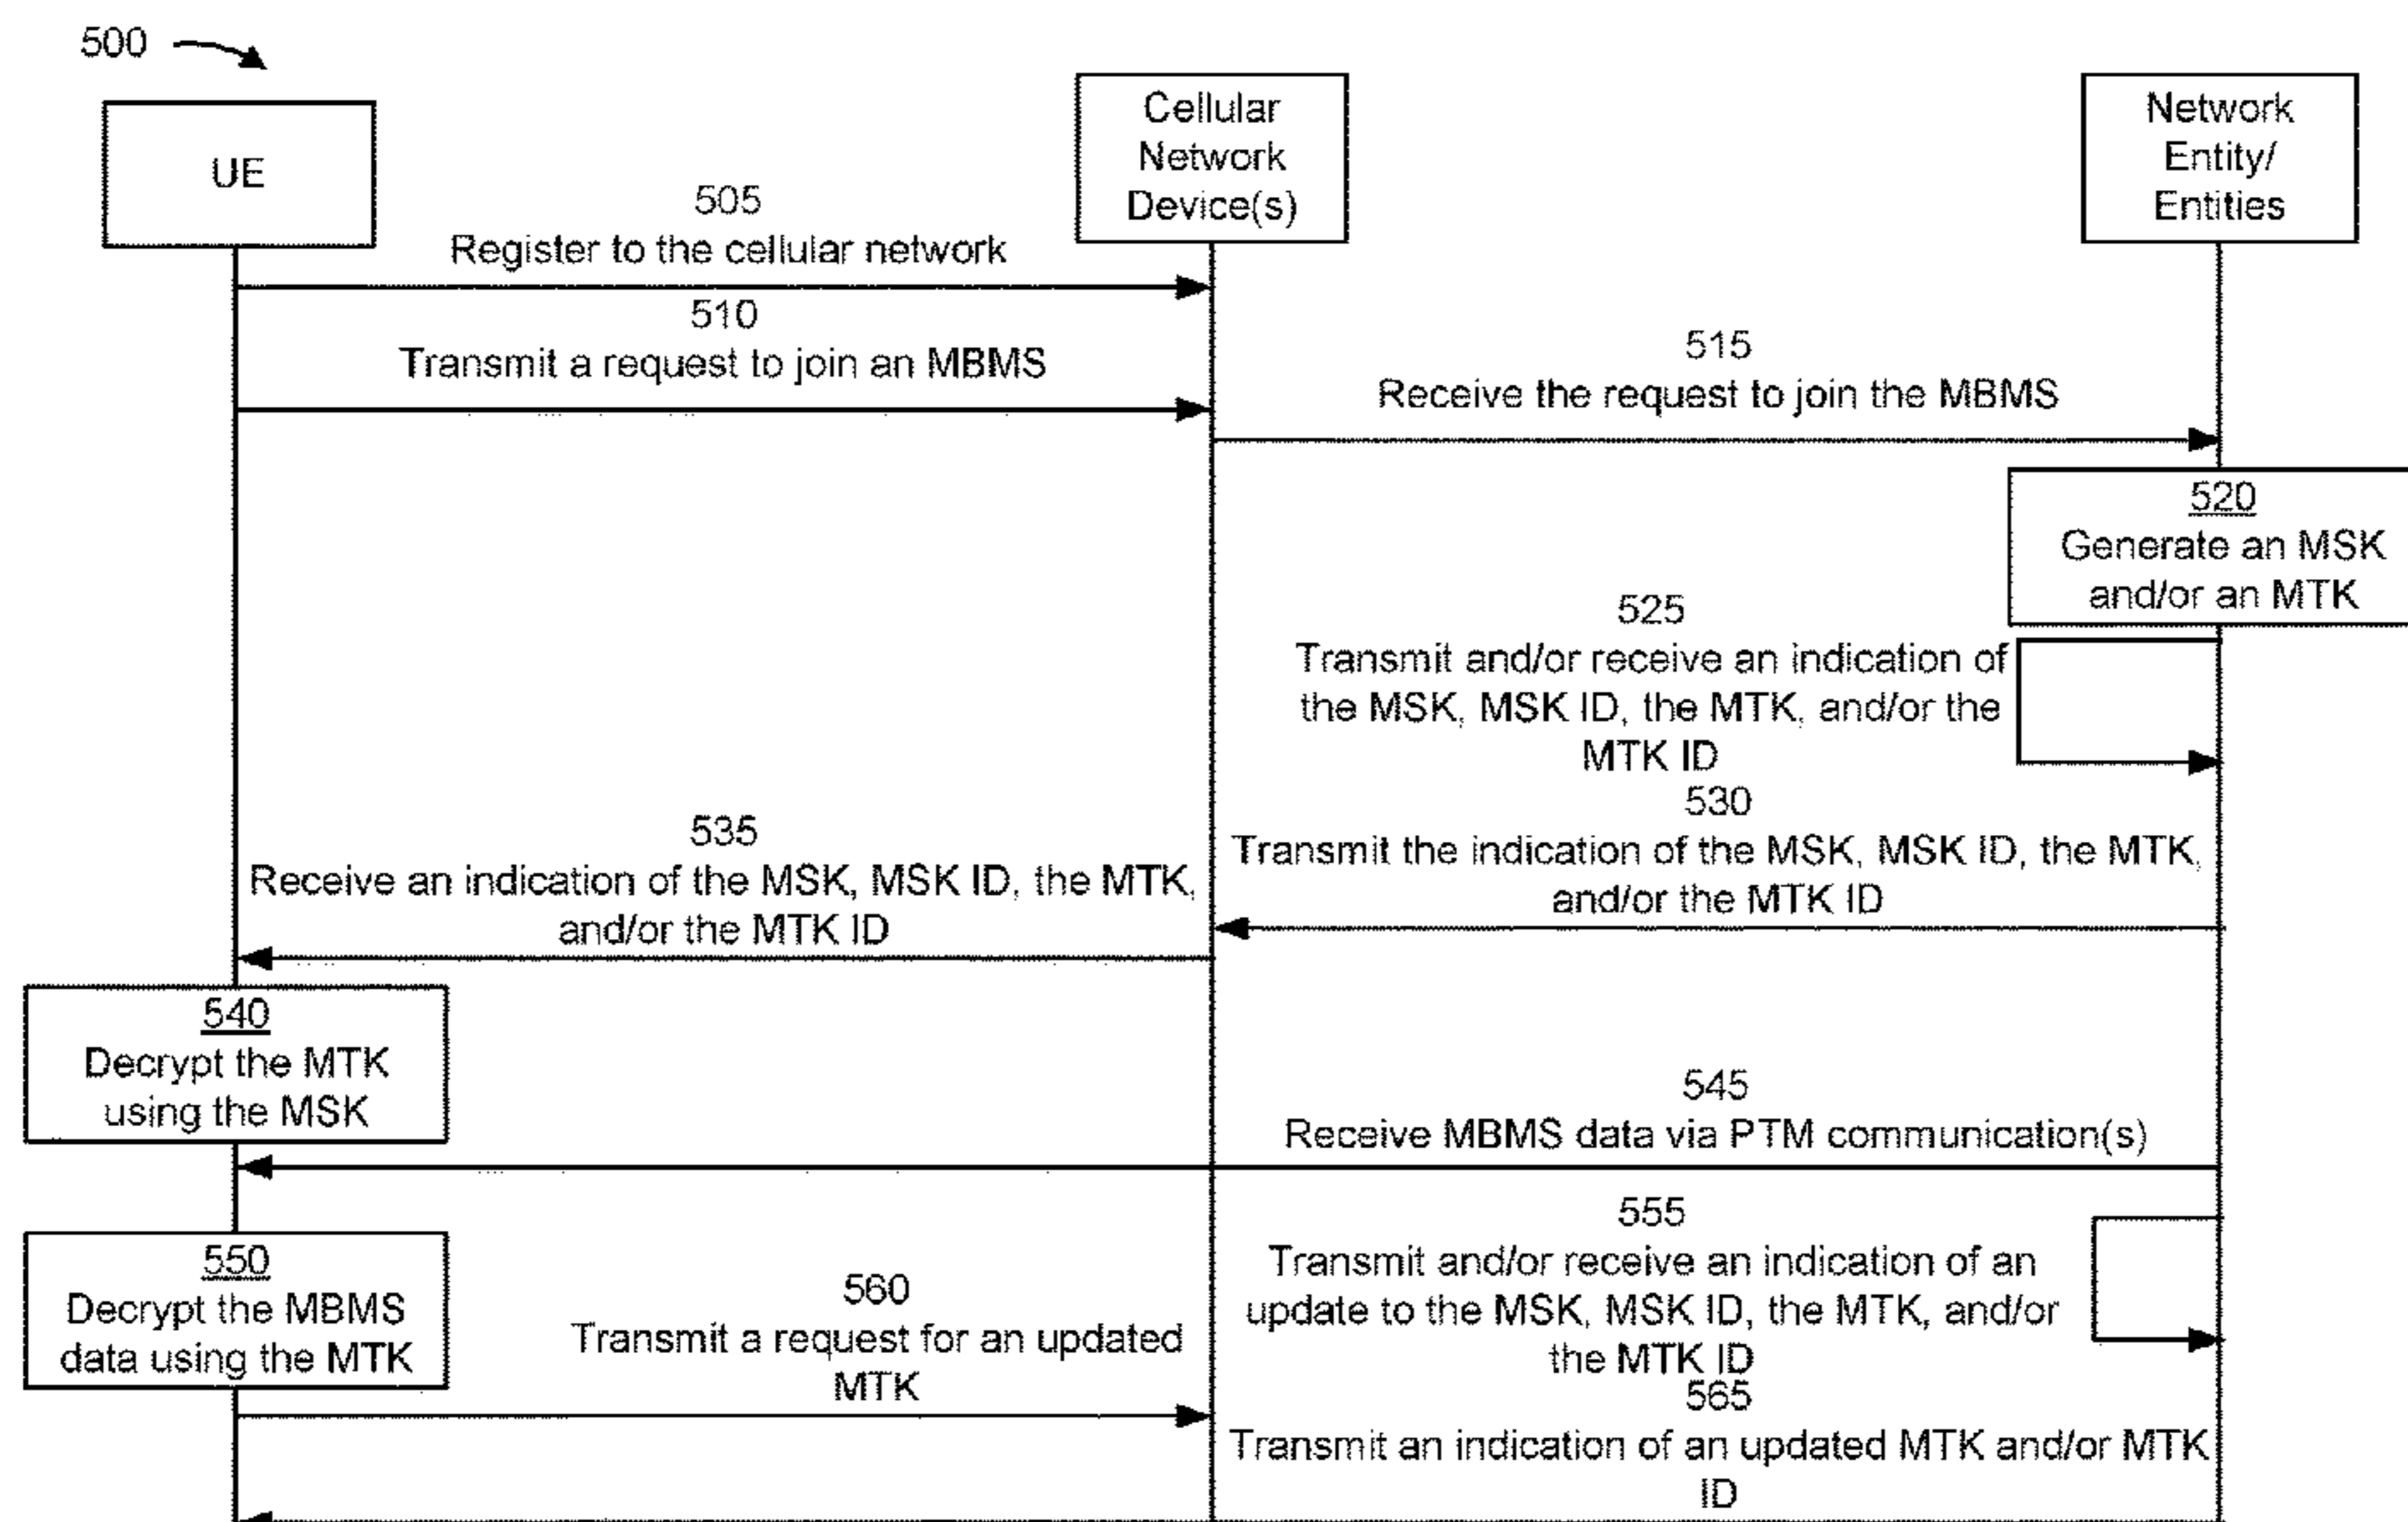 500
UE
Cellular
Network
Device(s)
Network
Entity/
Entities
505
Register to the cellular network
510
Transmit a request to join an MBMS
515
Receive the request to join the MBMS
520
Generate an MSK
and/or an MTK
525
Transmit and/or receive an indication of
the MSK, MSK ID, the MTK, and/or the
MTK ID
530
Transmit the indication of the MSK, MSK ID, the MTK,
and/or the MTK ID
535
Receive an indication of the MSK, MSK ID, the MTK,
and/or the MTK ID
540
Decrypt the MTK
using the MSK
545
Receive MBMS data via PTM communication(s)
550
Decrypt the MBMS
data using the MTK
555
Transmit and/or receive an indication of an
update to the MSK, MSK ID, the MTK, and/or
the MTK ID
560
Transmit a request for an updated
MTK
565
Transmit an indication of an updated MTK and/or MTK
ID